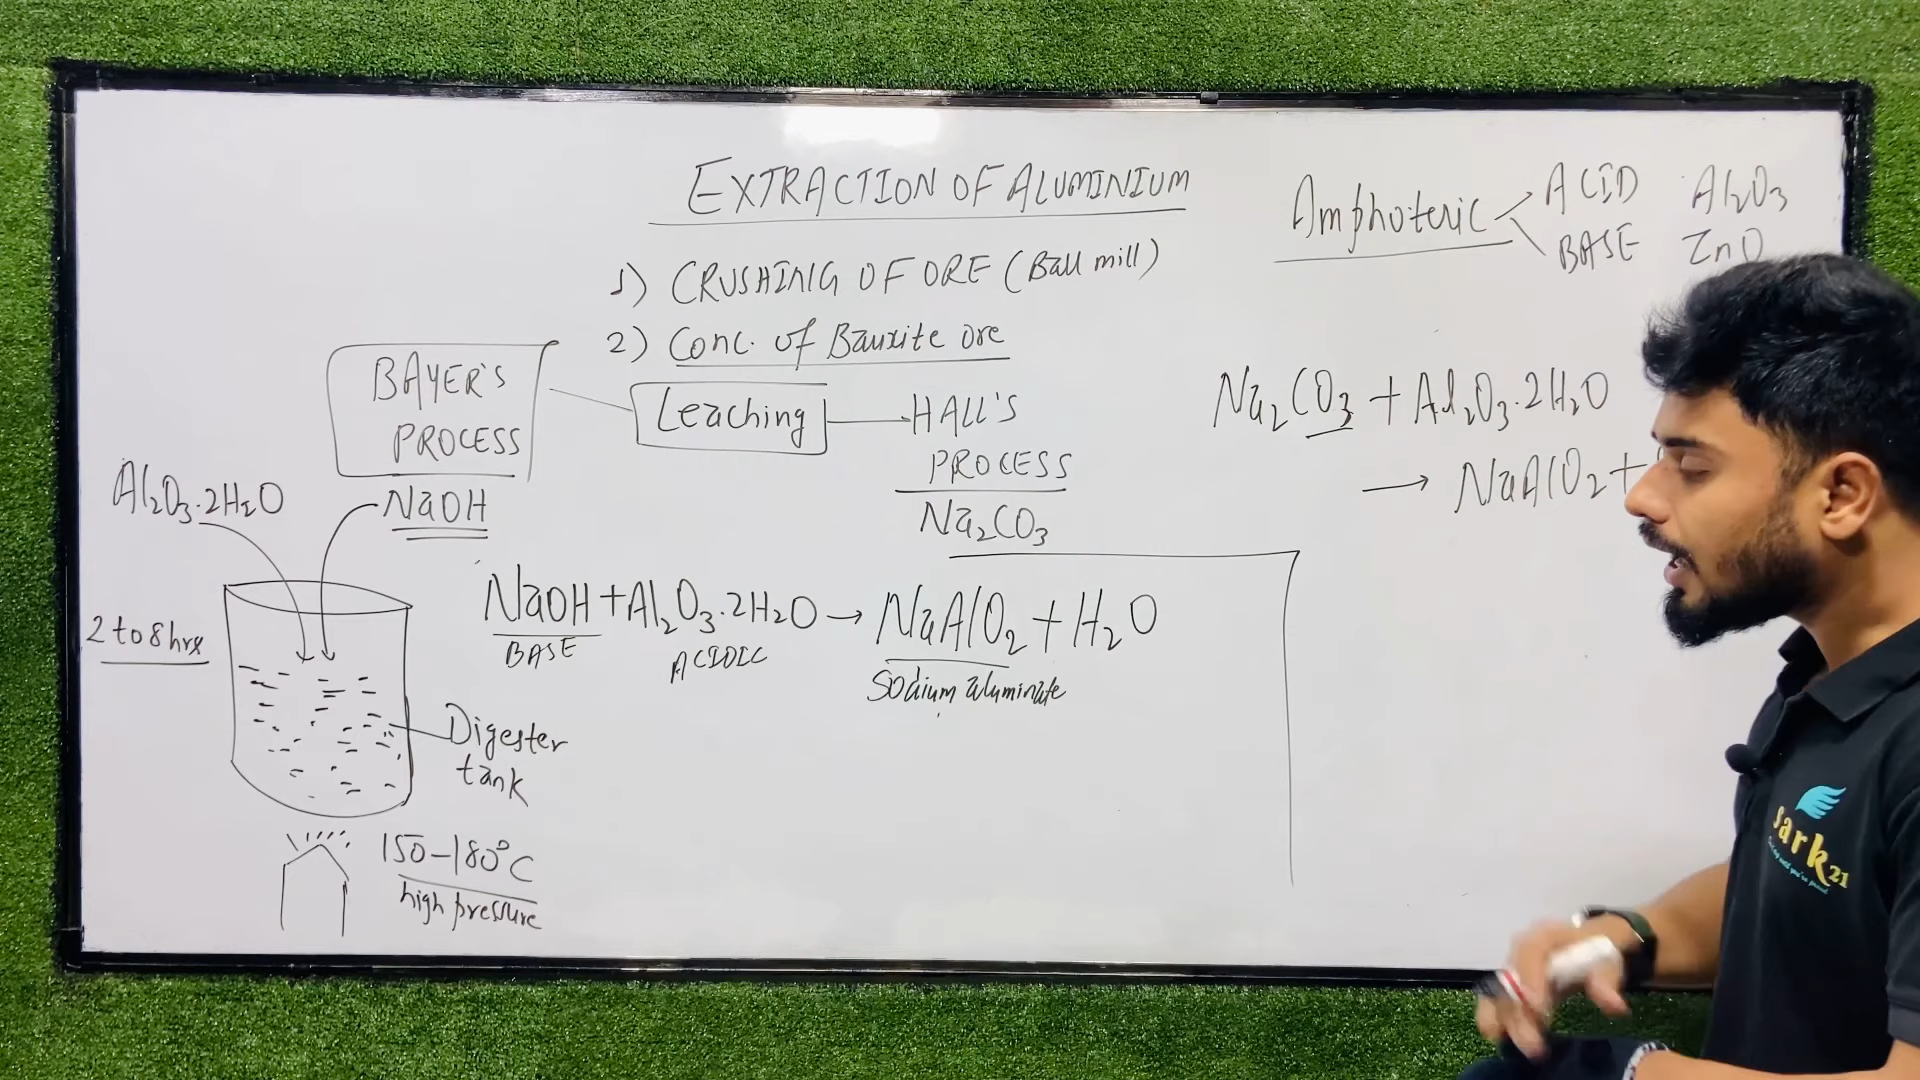 EXTRACTION OF ALUMINIUM
1) CRUSHING OF ORE (Ball mill)
2) Conc. of Bauxite ore
Leaching
BAYER'S
PROCESS
NaOH
HALL'S
PROCESS
Na₂CO₃
Al₂O₃.2H₂O
2 to 8 hrs
Digester
tank
150-180°C
high pressure
NaOH + Al₂O₃.2H₂O → NaAlO₂ + H₂O
BASE ACIDIC
Sodium aluminate
Amphoteric
ACID Al₂O₃
BASE ZnO
Na₂CO₃ + Al₂O₃.2H₂O
→ NaAlO₂ +
Sark21